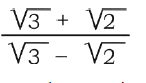 √3 + √2
√3 − √2